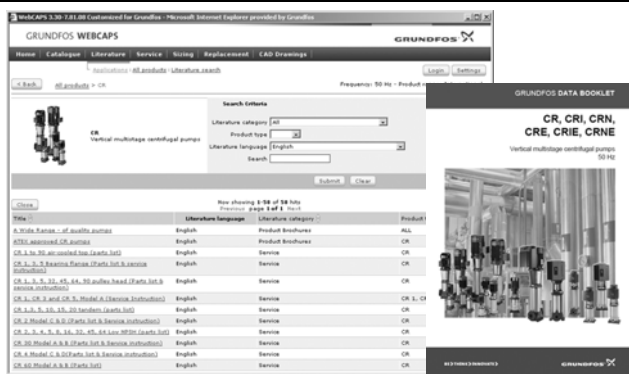 WebCAPS 3.30-7.01.00 Customized for Grundfos - Microsoft Internet Explorer provided by Grundfos
GRUNDFOS WEBCAPS
GRUNDFOS
Home Catalogue Literature Service Sizing Replacement CAD Drawings
Applications - All products - Literature search
Login Settings
< Back All products > CR
Frequency: 50 Hz - Product
Search Criteria
CR
Vertical multistage centrifugal pumps
Literature category All
Product type
Literature language English
Search
Submit Clear
Close
Now showing 1-58 of 58 hits
Previous page 1 of 1 Next
Title Literature language Literature category Product
A Wide Range - of quality pumps English Product Brochures ALL
ATEX approved CR pumps English Product Brochures CR
CR 1 to 90 air-cooled top (parts list) English Service CR
CR 1, 3, 5 Bearing flange (Parts list & service
instruction) English Service CR
CR 1, 3, 5, 32, 45, 64, 90 pulley head (Parts list &
service instruction) English Service CR
CR 1, CR 3 and CR 5, Model A (Service Instruction) English Service CR 1, CR
CR 1,3, 5, 10, 15, 20 tandem (parts list) English Service CR
CR 2 Model C & D (Parts list & Service instruction) English Service CR
CR 2, 3, 4, 5, 8, 16, 32, 45, 64 Low NPSH (parts list) English Service CR
CR 30 Model A & B (Parts list & Service instruction) English Service CR
CR 4 Model C & D(Parts list & Service instruction) English Service CR
CR 60 Model A & B (Parts list) English Service CR
GRUNDFOS DATA BOOKLET
CR, CRI, CRN,
CRE, CRIE, CRNE
Vertical multistage centrifugal pumps
50 Hz
BE>THINK>INNOVATE>
GRUNDFOS